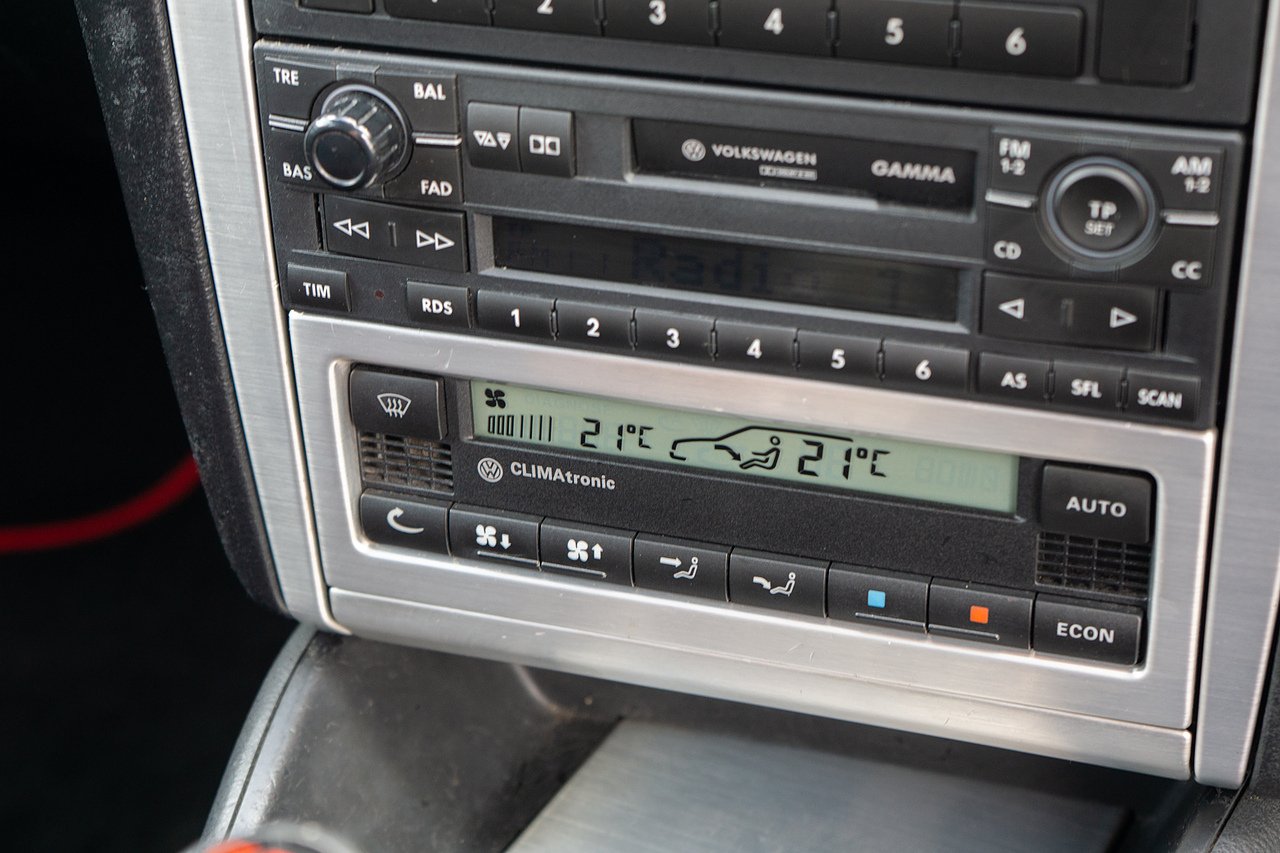 2 3 4 5 6
TRE BAL
BAS FAD
VOLKSWAGEN GAMMA
FM
1-2
AM
1-2
TP
SET
CD CC
Radi
TIM RDS 1 2 3 4 5 6 AS SFL SCAN
21°C 21°C
CLIMAtronic
AUTO
ECON